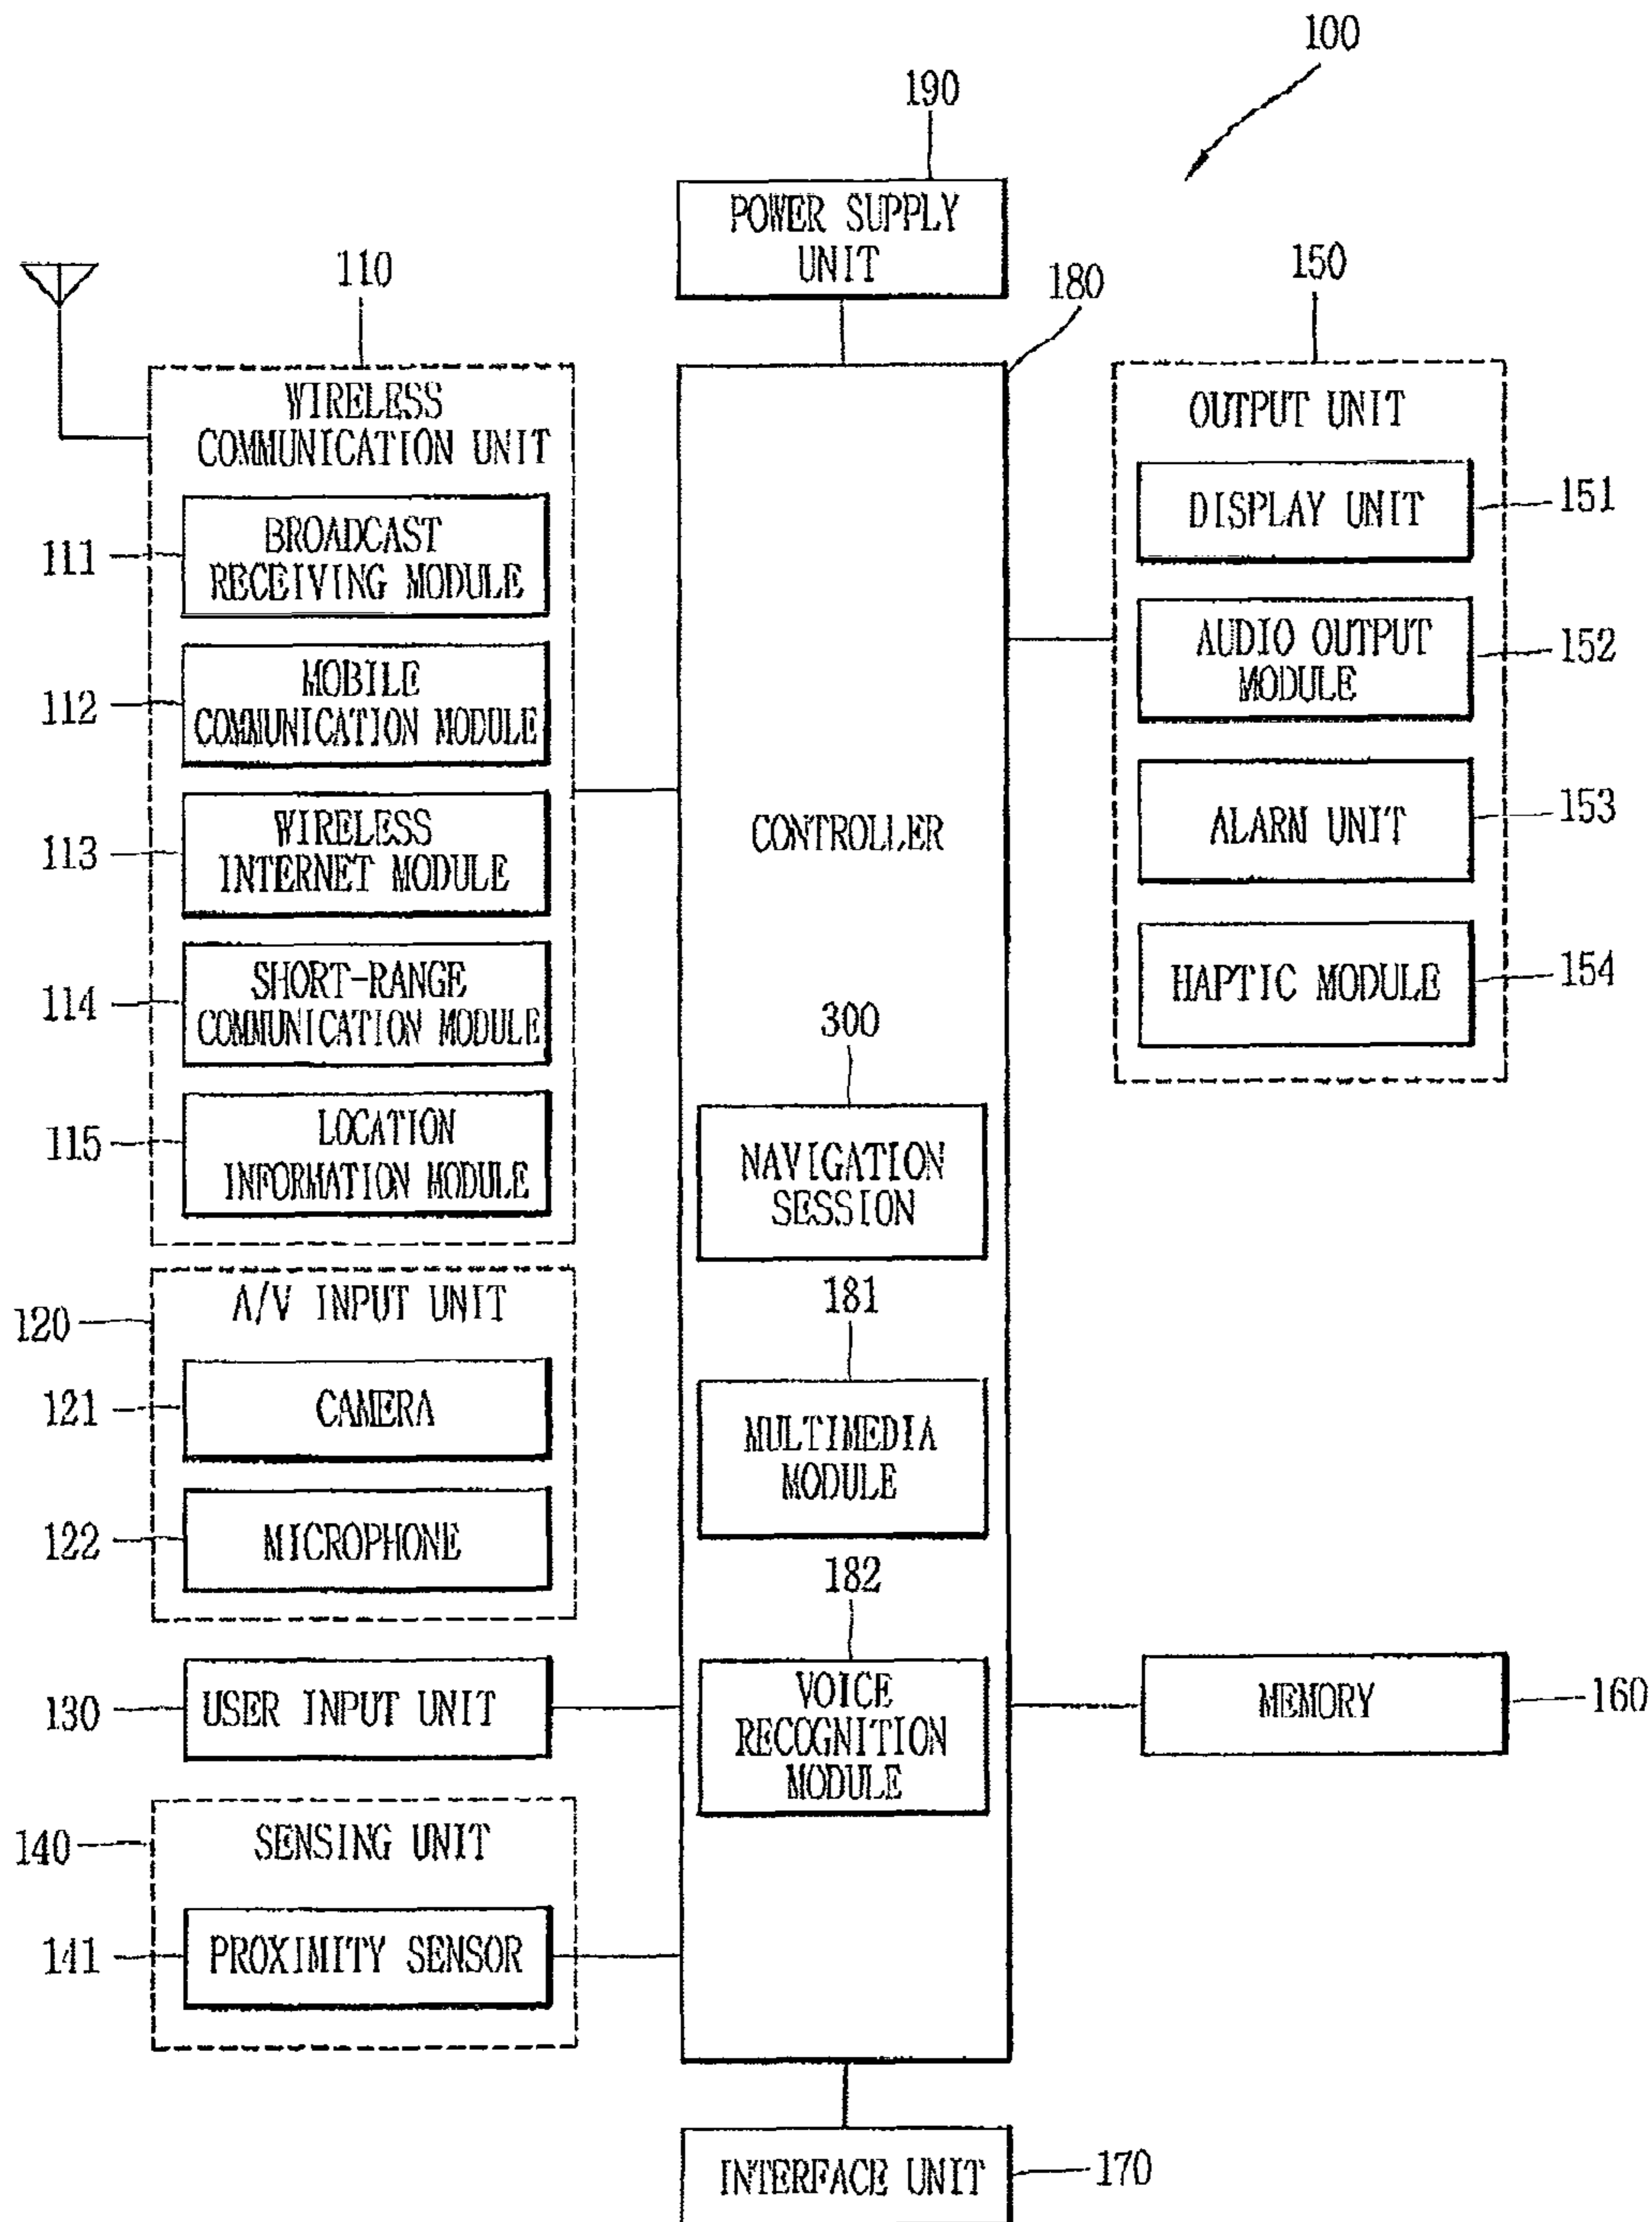 100
190
POWER SUPPLY
UNIT
110
180
150
WIRELESS
COMMUNICATION UNIT
111
BROADCAST
RECEIVING MODULE
112
MOBILE
COMMUNICATION MODULE
113
WIRELESS
INTERNET MODULE
114
SHORT-RANGE
COMMUNICATION MODULE
115
LOCATION
INFORMATION MODULE
120
A/V INPUT UNIT
121
CAMERA
122
MICROPHONE
130
USER INPUT UNIT
140
SENSING UNIT
141
PROXIMITY SENSOR
CONTROLLER
300
NAVIGATION
SESSION
181
MULTIMEDIA
MODULE
182
VOICE
RECOGNITION
MODULE
OUTPUT UNIT
DISPLAY UNIT
151
AUDIO OUTPUT
MODULE
152
ALARM UNIT
153
HAPTIC MODULE
154
MEMORY
160
INTERFACE UNIT
170